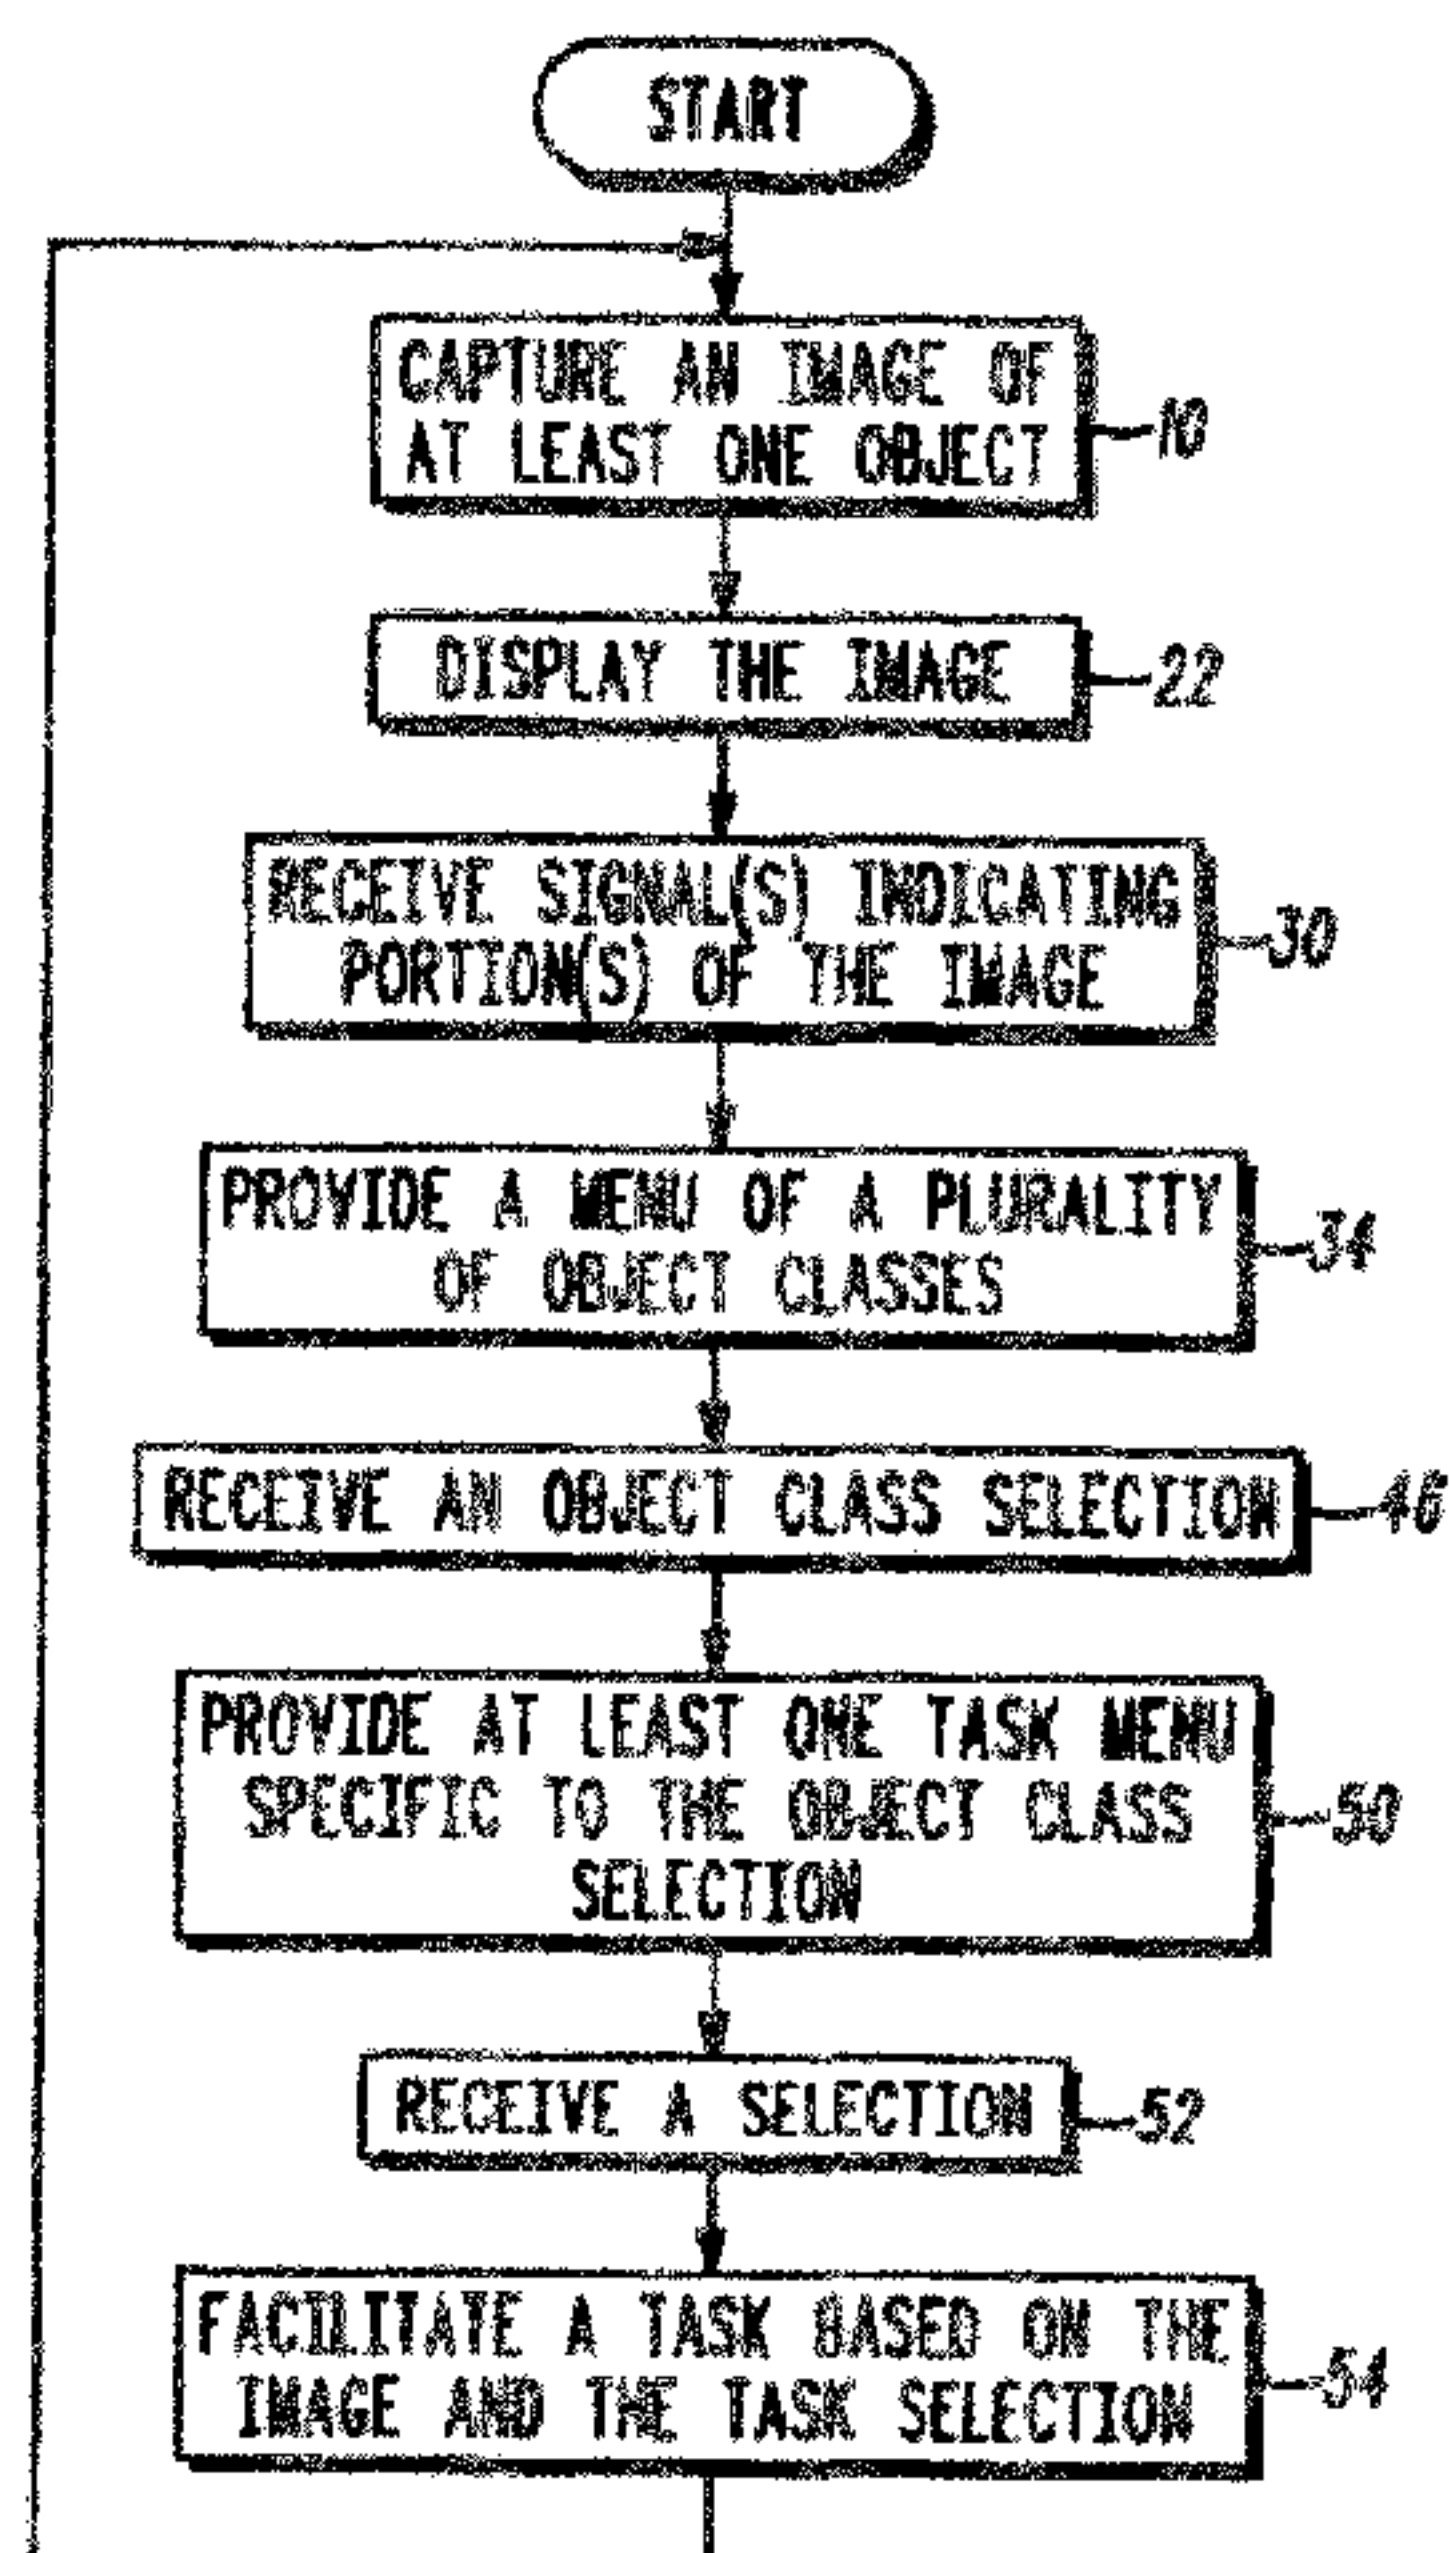 START
CAPTURE AN IMAGE OF
AT LEAST ONE OBJECT
10
DISPLAY THE IMAGE
22
RECEIVE SIGNAL(S) INDICATING
PORTION(S) OF THE IMAGE
30
PROVIDE A MENU OF A PLURALITY
OF OBJECT CLASSES
34
RECEIVE AN OBJECT CLASS SELECTION
46
PROVIDE AT LEAST ONE TASK MENU
SPECIFIC TO THE OBJECT CLASS
SELECTION
50
RECEIVE A SELECTION
52
FACILITATE A TASK BASED ON THE
IMAGE AND THE TASK SELECTION
54